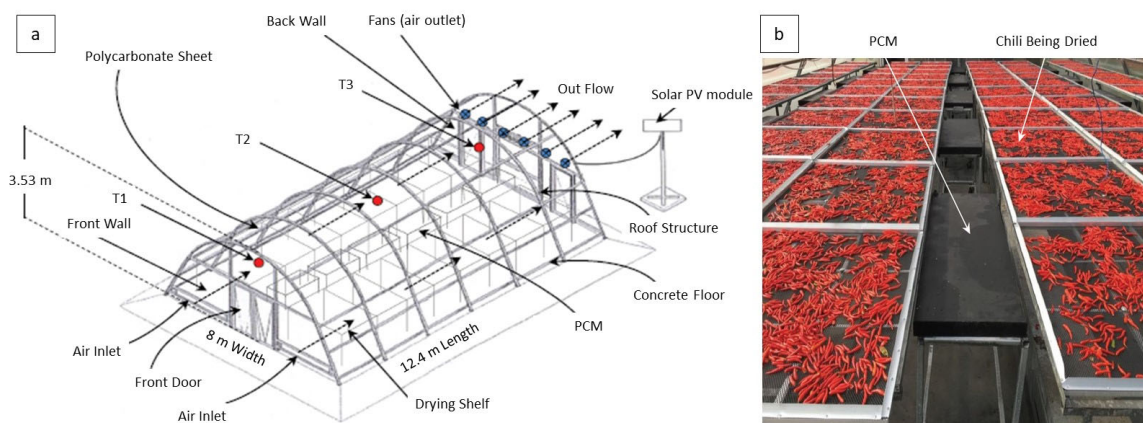 a
Back Wall
Fans (air outlet)
Polycarbonate Sheet
T3
Out Flow
Solar PV module
T2
3.53 m
T1
Front Wall
Roof Structure
Concrete Floor
PCM
Air Inlet
8 m Width
12.4 m Length
Front Door
Drying Shelf
Air Inlet
b
PCM
Chili Being Dried